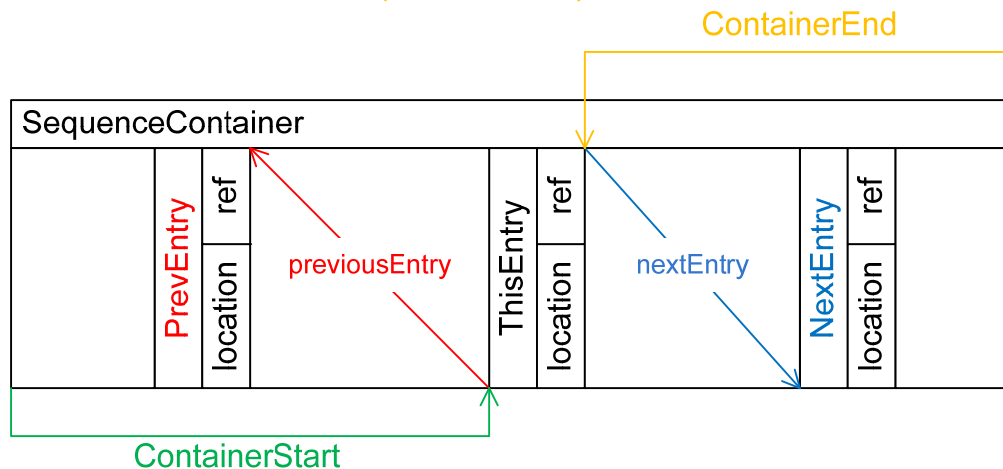 ContainerEnd
SequenceContainer
PrevEntry
ref
location
previousEntry
ThisEntry
ref
location
nextEntry
NextEntry
ref
location
ContainerStart